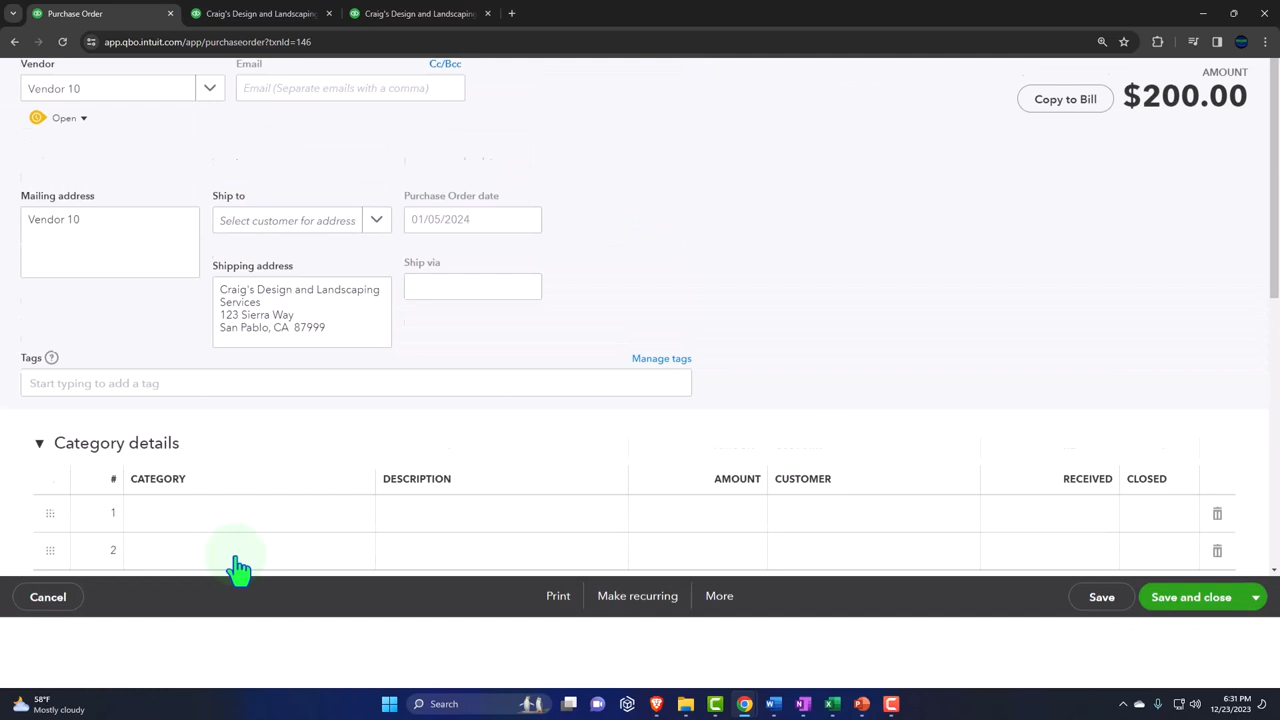 Purchase Order
Craig's Design and Landscaping
Craig's Design and Landscaping
app.qbo.intuit.com/app/purchaseorder?txnId=146
Vendor
Email
Cc/Bcc
AMOUNT
Vendor 10
Email (Separate emails with a comma)
Copy to Bill
$200.00
Open
Mailing address
Ship to
Purchase Order date
Vendor 10
Select customer for address
01/05/2024
Shipping address
Ship via
Craig's Design and Landscaping
Services
123 Sierra Way
San Pablo, CA 87999
Tags ?
Manage tags
Start typing to add a tag
Category details
# CATEGORY DESCRIPTION AMOUNT CUSTOMER RECEIVED CLOSED
1
2
Cancel
Print
Make recurring
More
Save
Save and close
58°F
Mostly cloudy
Search
6:31 PM
12/23/2023